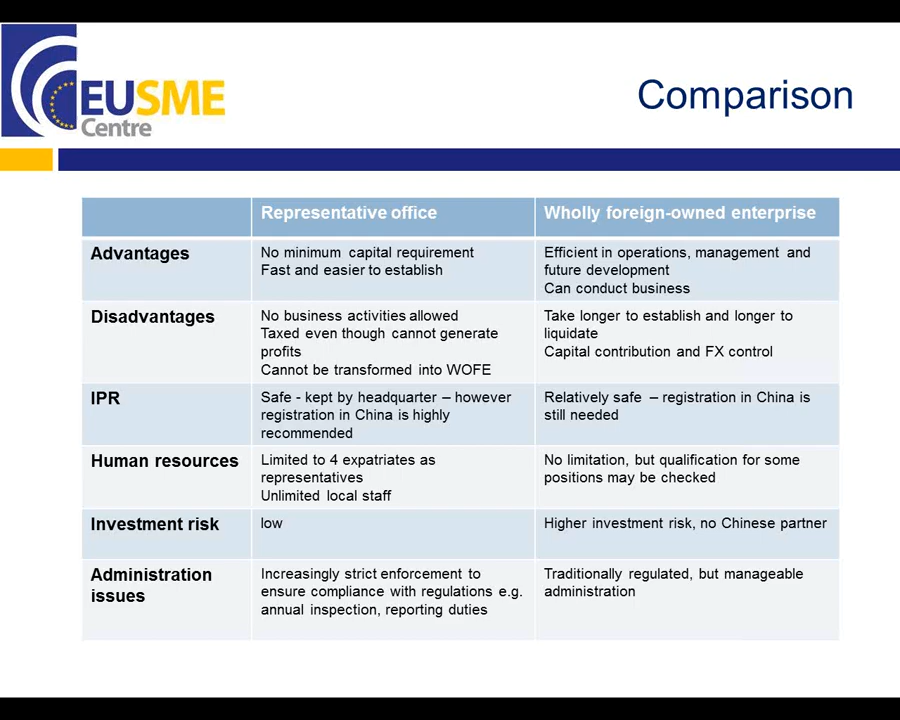 EUSME
Centre
Comparison
Representative office
Wholly foreign-owned enterprise
Advantages
No minimum capital requirement
Fast and easier to establish
Efficient in operations, management and
future development
Can conduct business
Disadvantages
No business activities allowed
Taxed even though cannot generate
profits
Cannot be transformed into WOFE
Take longer to establish and longer to
liquidate
Capital contribution and FX control
IPR
Safe - kept by headquarter – however
registration in China is highly
recommended
Relatively safe – registration in China is
still needed
Human resources
Limited to 4 expatriates as
representatives
Unlimited local staff
No limitation, but qualification for some
positions may be checked
Investment risk
low
Higher investment risk, no Chinese partner
Administration
issues
Increasingly strict enforcement to
ensure compliance with regulations e.g.
annual inspection, reporting duties
Traditionally regulated, but manageable
administration